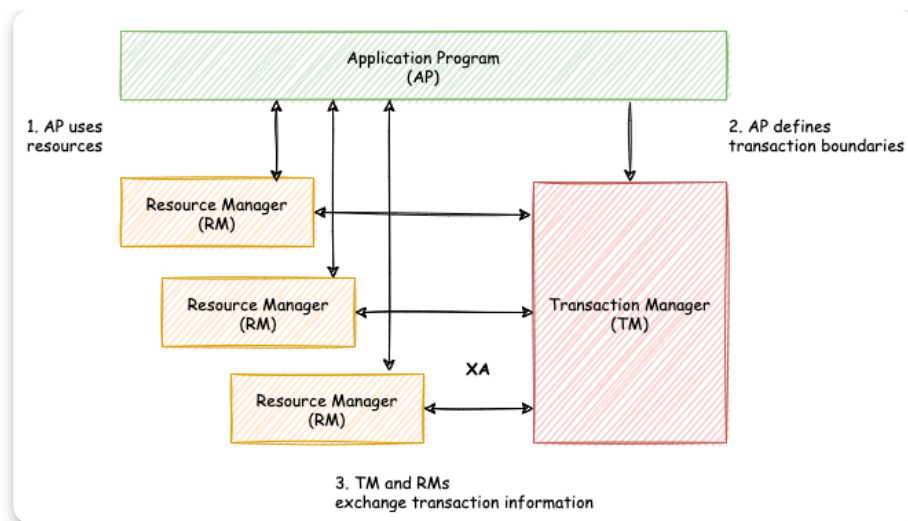 Application Program
(AP)
1. AP uses
resources
2. AP defines
transaction boundaries
Resource Manager
(RM)
Resource Manager
(RM)
Transaction Manager
(TM)
XA
Resource Manager
(RM)
3. TM and RMs
exchange transaction information